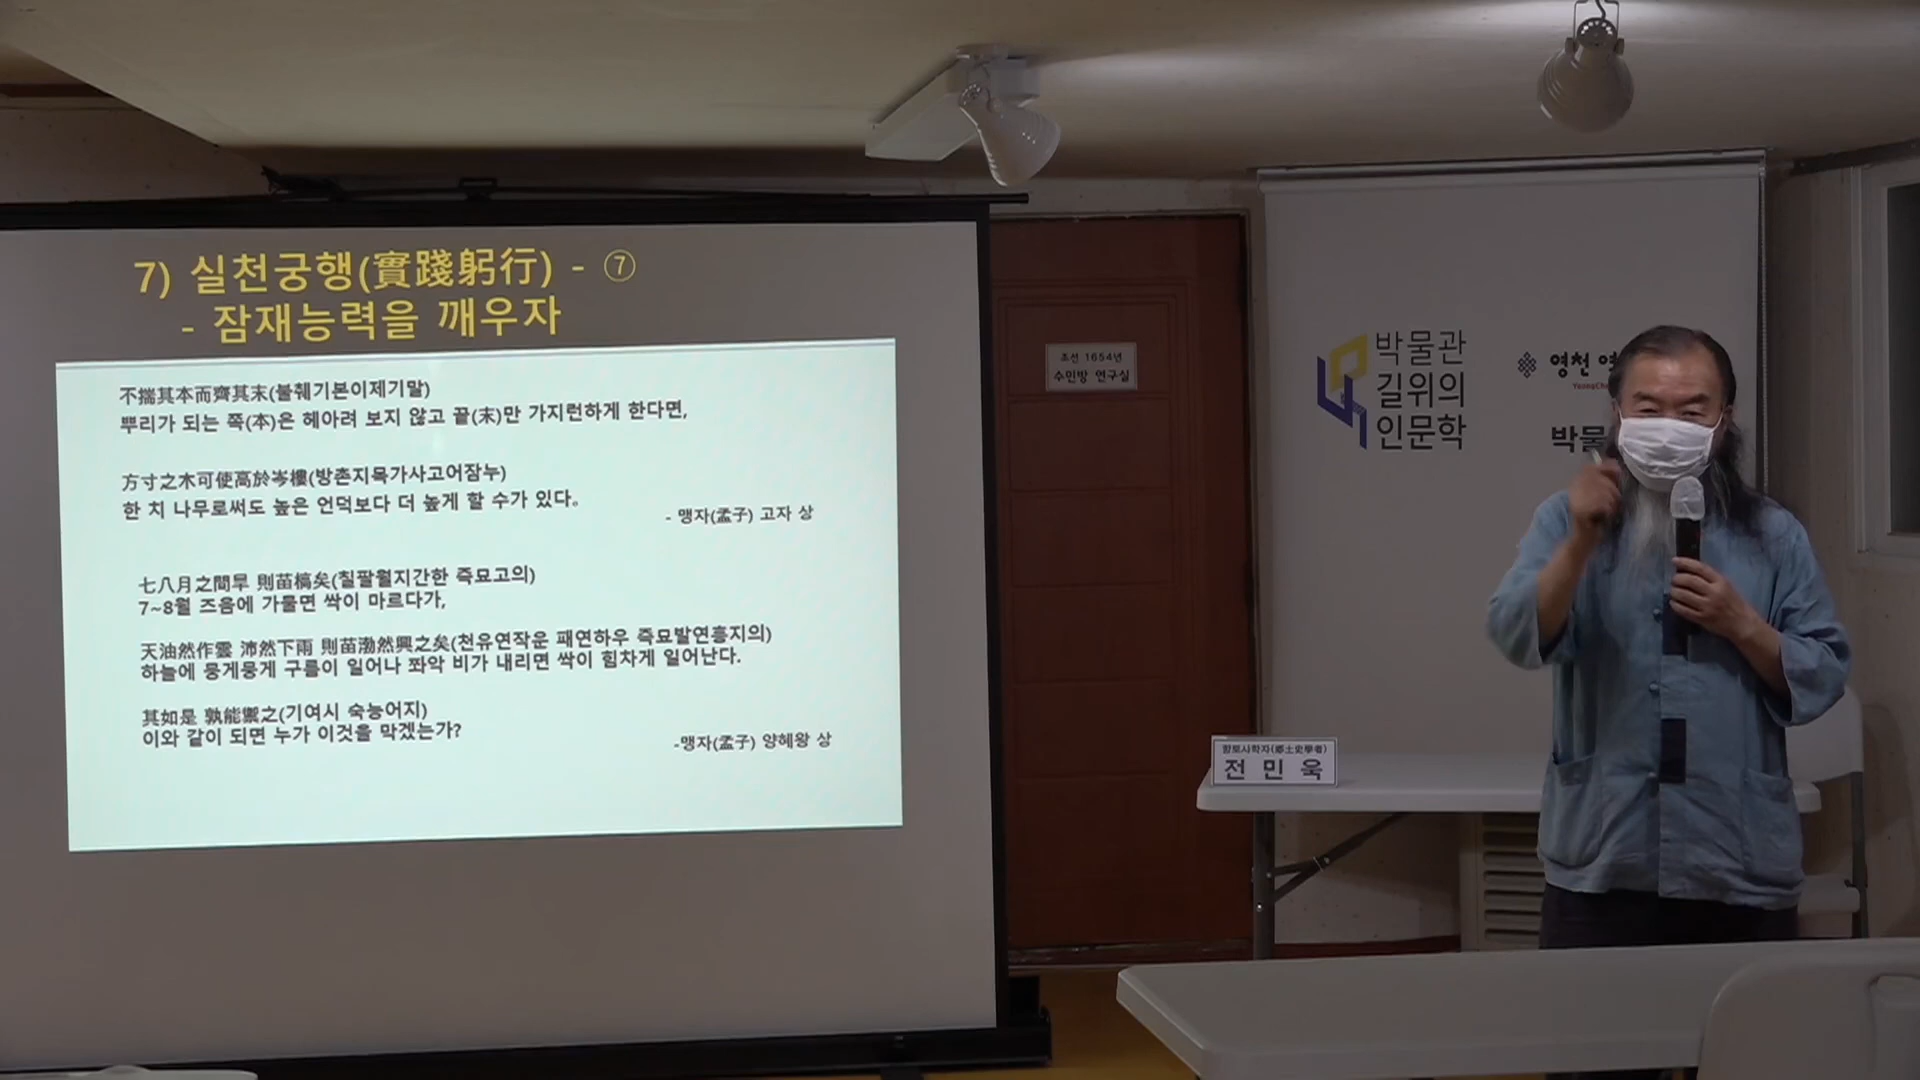 7) 실천궁행(實踐躬行) - ⑦
- 잠재능력을 깨우자
不揣其本而齊其末(불췌기본이제기말)
뿌리가 되는 쪽(本)은 헤아려 보지 않고 끝(末)만 가지런하게 한다면,
方寸之木可使高於岑樓(방촌지목가사고어잠누)
한 치 나무로써도 높은 언덕보다 더 높게 할 수가 있다。
- 맹자(孟子) 고자 상
七八月之間旱 則苗槁矣(칠팔월지간한 즉묘고의)
7~8월 즈음에 가물면 싹이 마르다가,
天油然作雲 沛然下雨 則苗渤然興之矣(천유연작운 패연하우 즉묘발연흥지의)
하늘에 뭉게뭉게 구름이 일어나 쫘악 비가 내리면 싹이 힘차게 일어난다.
其如是 孰能禦之(기여시 숙능어지)
이와 같이 되면 누가 이것을 막겠는가?
-맹자(孟子) 양혜왕 상
조선 1654년
수민방 연구실
박물관
길위의
인문학
영천
박물
향토사학자(鄕土史學者)
전 민 욱